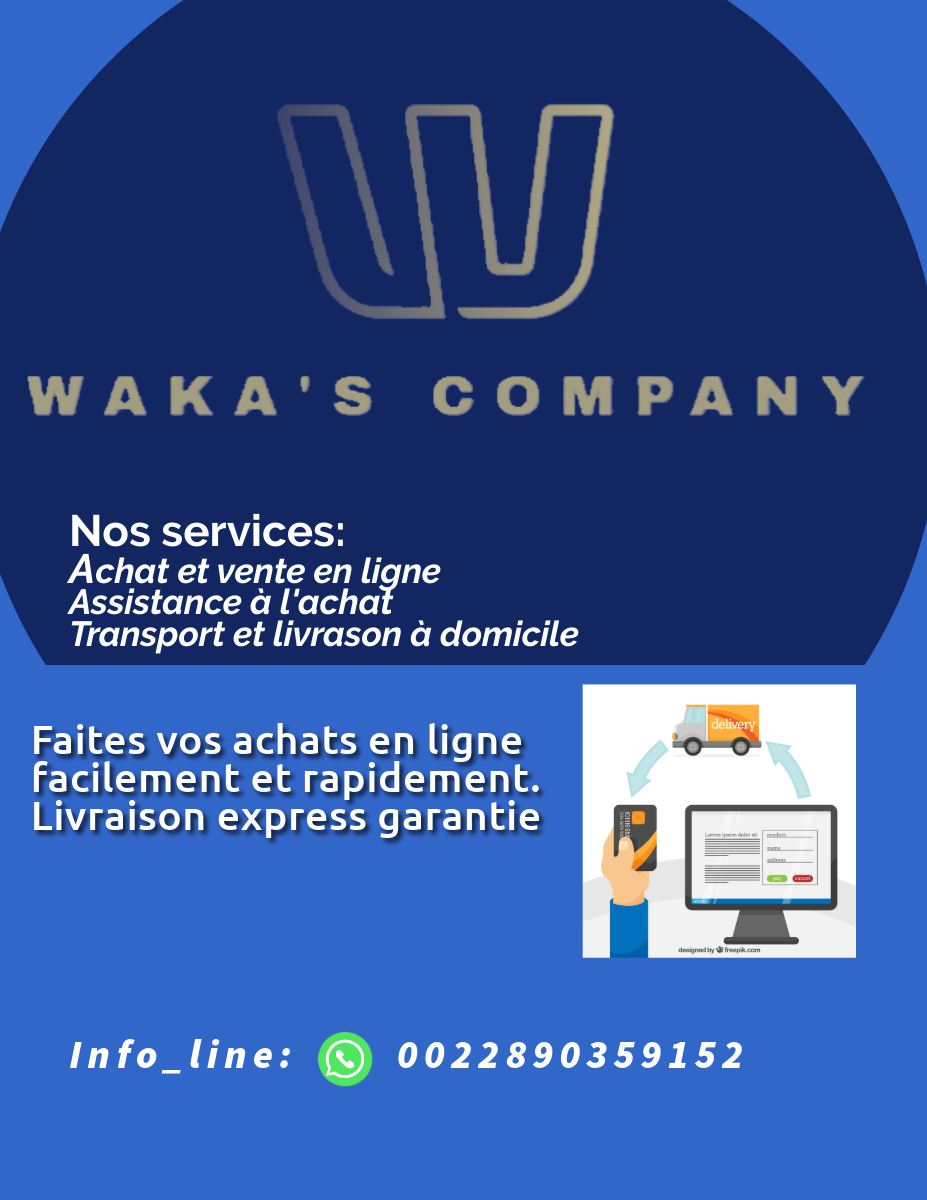 WAKA'S COMPANY
Nos services:
Achat et vente en ligne
Assistance à l'achat
Transport et livrason à domicile
Faites vos achats en ligne
facilement et rapidement.
Livraison express garantie
delivery
Lorem ipsum dolor sit
product
name
address
pay cancel
designed by freepik.com
Info_line: 0022890359152